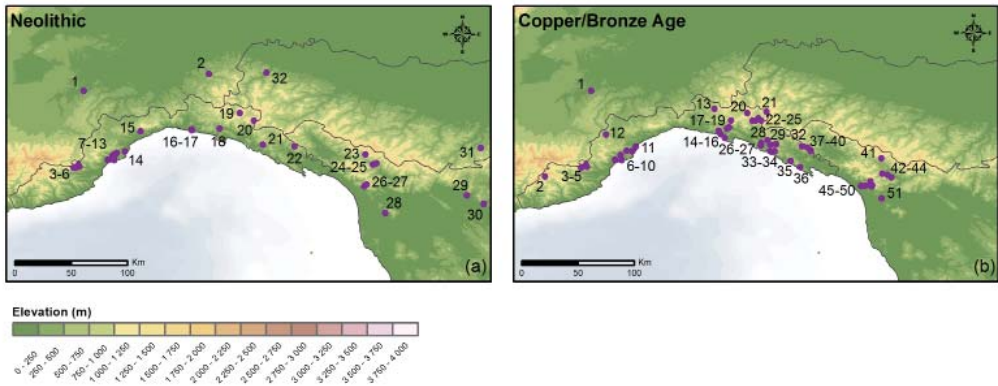 Neolithic
N
W E
S
1
2
32
19
20
15
16-17
18
21
22
7-13
14
3-6
23
24-25
26-27
31
29
30
28
0 50 100 Km
(a)
Copper/Bronze Age
N
W E
S
1
13
20
21
17-19
22-25
12
14-16
28
29-32
37-40
26-27
11
6-10
3-5
2
33-34
35
36
41
42-44
45-50
51
0 50 100 Km
(b)
Elevation (m)
0 - 250
250 - 500
500 - 750
750 - 1 000
1 000 - 1 250
1 250 - 1 500
1 500 - 1 750
1 750 - 2 000
2 000 - 2 250
2 250 - 2 500
2 500 - 2 750
2 750 - 3 000
3 000 - 3 250
3 250 - 3 500
3 500 - 3 750
3 750 - 4 000